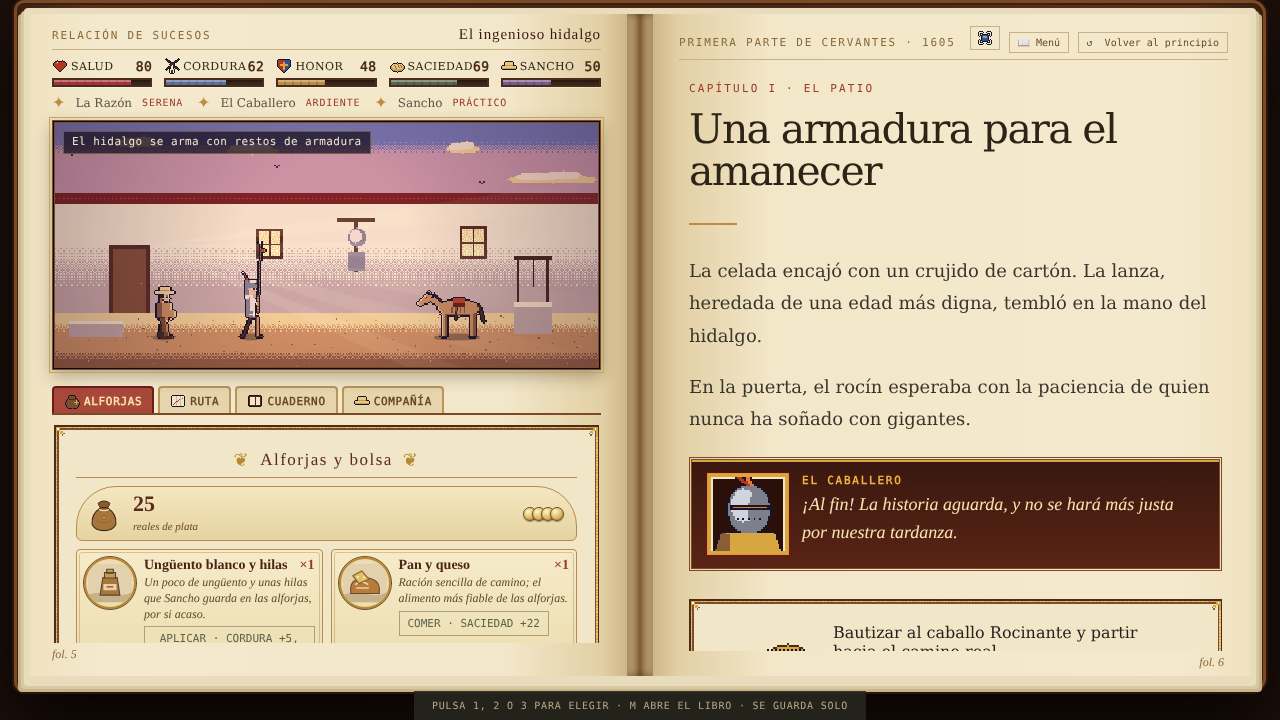 RELACIÓN DE SUCESOS
El ingenioso hidalgo
SALUD 80
CORDURA 62
HONOR 48
SACIEDAD 69
SANCHO 50
La Razón SERENA
El Caballero ARDIENTE
Sancho PRÁCTICO
El hidalgo se arma con restos de armadura
ALFORJAS
RUTA
CUADERNO
COMPAÑÍA
Alforjas y bolsa
25
reales de plata
Ungüento blanco y hilas ×1
Un poco de ungüento y unas hilas
que Sancho guarda en las alforjas,
por si acaso.
APLICAR · CORDURA +5,
Pan y queso ×1
Ración sencilla de camino; el
alimento más fiable de las alforjas.
COMER · SACIEDAD +22
fol. 5
PRIMERA PARTE DE CERVANTES · 1605
Menú
↺ Volver al principio
CAPÍTULO I · EL PATIO
Una armadura para el
amanecer
La celada encajó con un crujido de cartón. La lanza,
heredada de una edad más digna, tembló en la mano del
hidalgo.
En la puerta, el rocín esperaba con la paciencia de quien
nunca ha soñado con gigantes.
EL CABALLERO
¡Al fin! La historia aguarda, y no se hará más justa
por nuestra tardanza.
Bautizar al caballo Rocinante y partir
hacia el camino real
fol. 6
PULSA 1, 2 O 3 PARA ELEGIR · M ABRE EL LIBRO · SE GUARDA SOLO